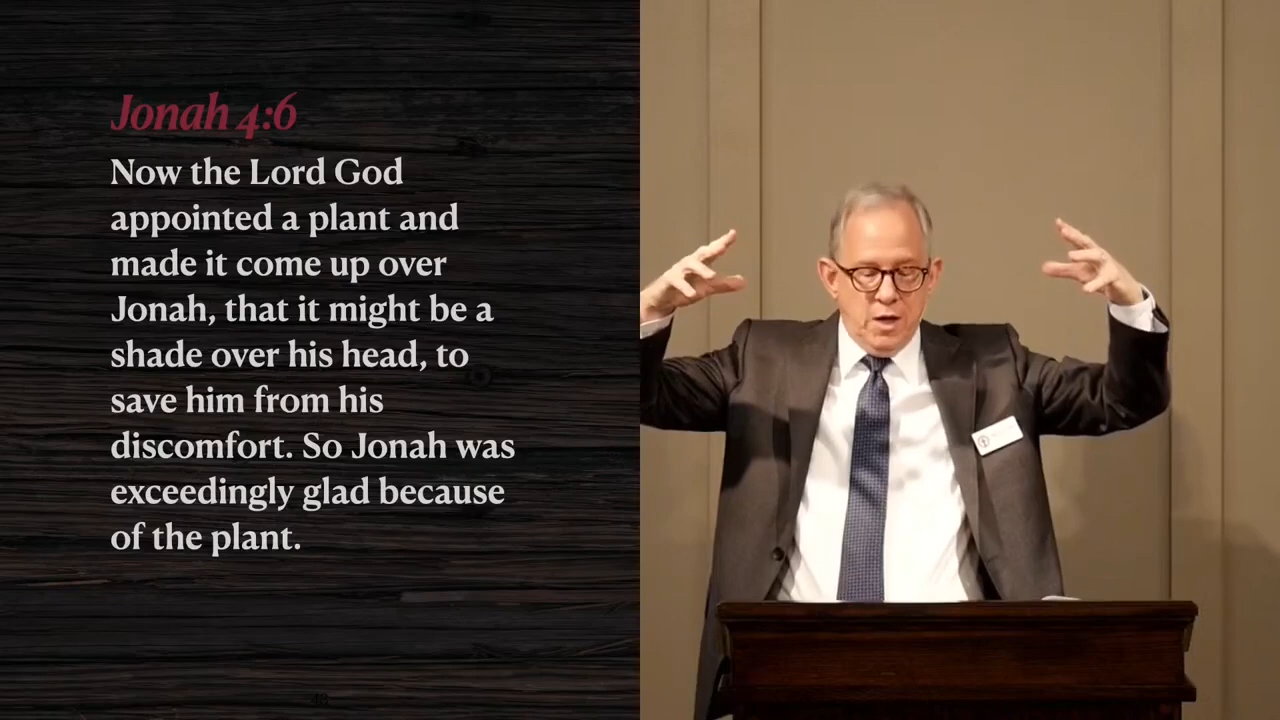 Jonah 4:6
Now the Lord God
appointed a plant and
made it come up over
Jonah, that it might be a
shade over his head, to
save him from his
discomfort. So Jonah was
exceedingly glad because
of the plant.
48